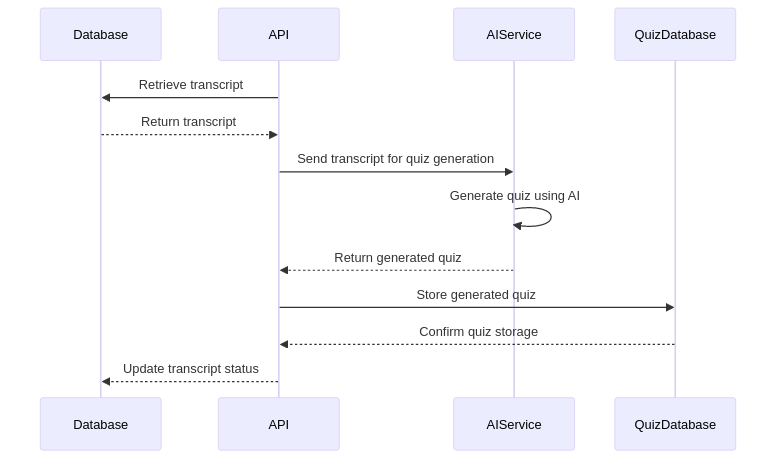 Database
API
AIService
QuizDatabase
Retrieve transcript
Return transcript
Send transcript for quiz generation
Generate quiz using AI
Return generated quiz
Store generated quiz
Confirm quiz storage
Update transcript status
Database
API
AIService
QuizDatabase